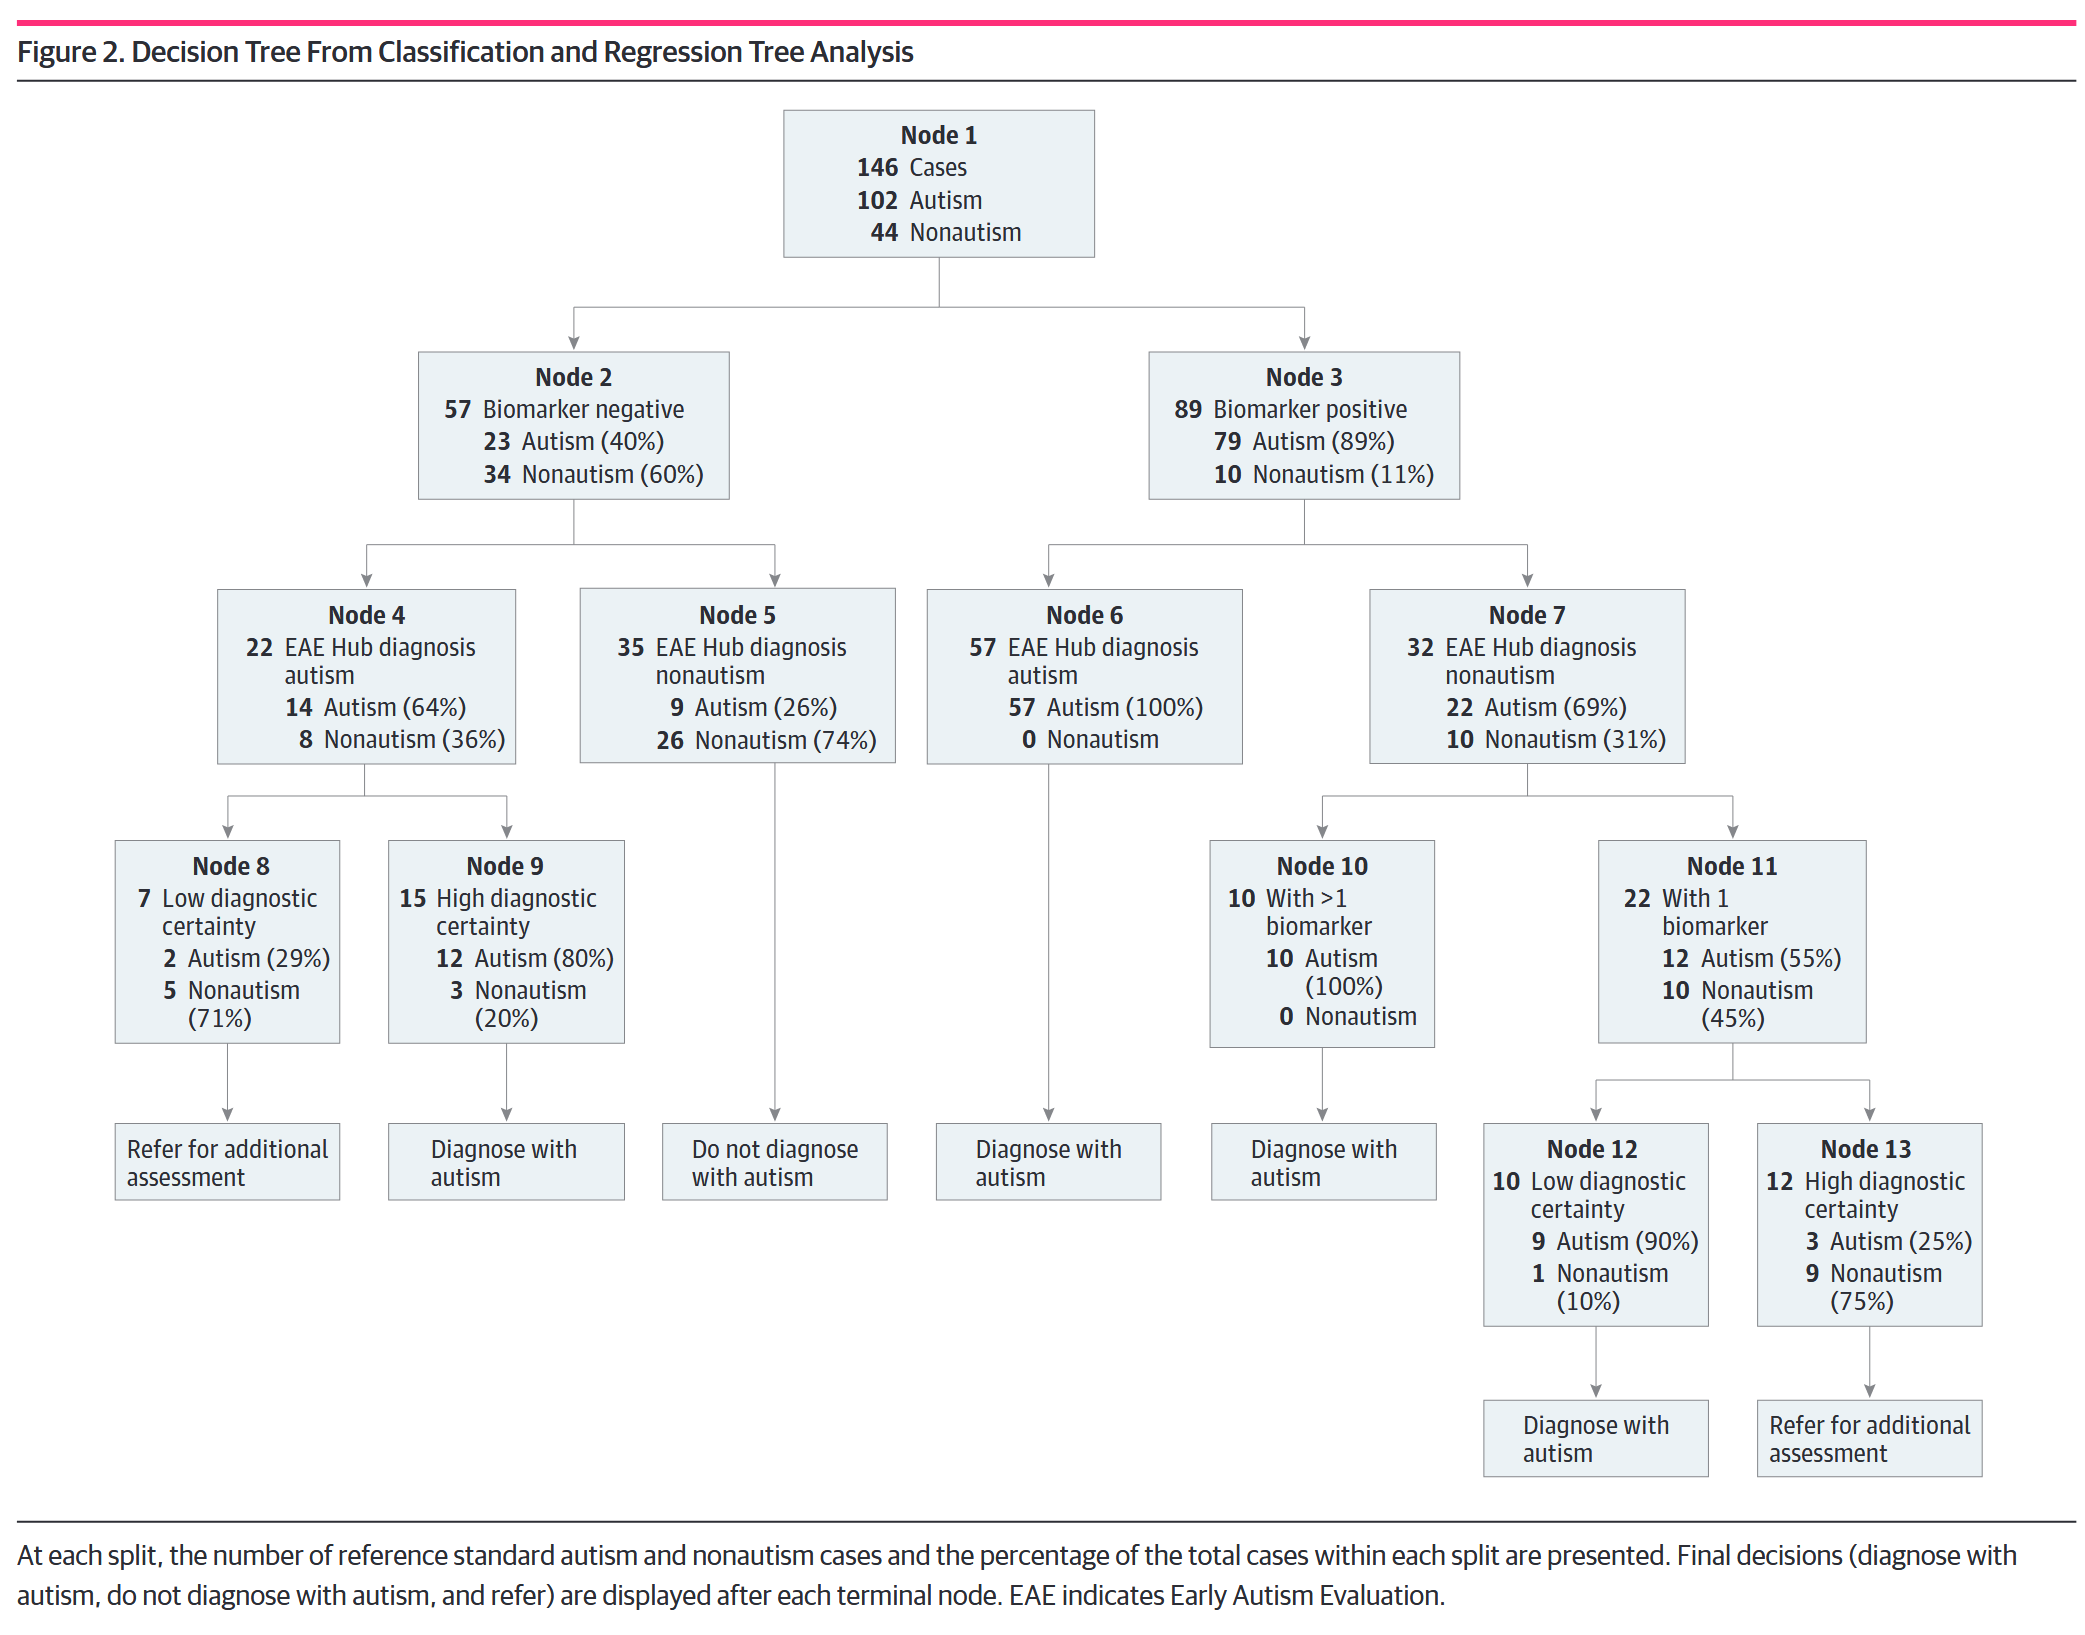 Figure 2. Decision Tree From Classification and Regression Tree Analysis
Node 1
146 Cases
102 Autism
44 Nonautism
Node 2
57 Biomarker negative
23 Autism (40%)
34 Nonautism (60%)
Node 3
89 Biomarker positive
79 Autism (89%)
10 Nonautism (11%)
Node 4
22 EAE Hub diagnosis
autism
14 Autism (64%)
8 Nonautism (36%)
Node 5
35 EAE Hub diagnosis
nonautism
9 Autism (26%)
26 Nonautism (74%)
Node 6
57 EAE Hub diagnosis
autism
57 Autism (100%)
0 Nonautism
Node 7
32 EAE Hub diagnosis
nonautism
22 Autism (69%)
10 Nonautism (31%)
Node 8
7 Low diagnostic
certainty
2 Autism (29%)
5 Nonautism
(71%)
Node 9
15 High diagnostic
certainty
12 Autism (80%)
3 Nonautism
(20%)
Node 10
10 With >1
biomarker
10 Autism
(100%)
0 Nonautism
Node 11
22 With 1
biomarker
12 Autism (55%)
10 Nonautism
(45%)
Refer for additional
assessment
Diagnose with
autism
Do not diagnose
with autism
Diagnose with
autism
Diagnose with
autism
Node 12
10 Low diagnostic
certainty
9 Autism (90%)
1 Nonautism
(10%)
Node 13
12 High diagnostic
certainty
3 Autism (25%)
9 Nonautism
(75%)
Diagnose with
autism
Refer for additional
assessment
At each split, the number of reference standard autism and nonautism cases and the percentage of the total cases within each split are presented. Final decisions (diagnose with
autism, do not diagnose with autism, and refer) are displayed after each terminal node. EAE indicates Early Autism Evaluation.